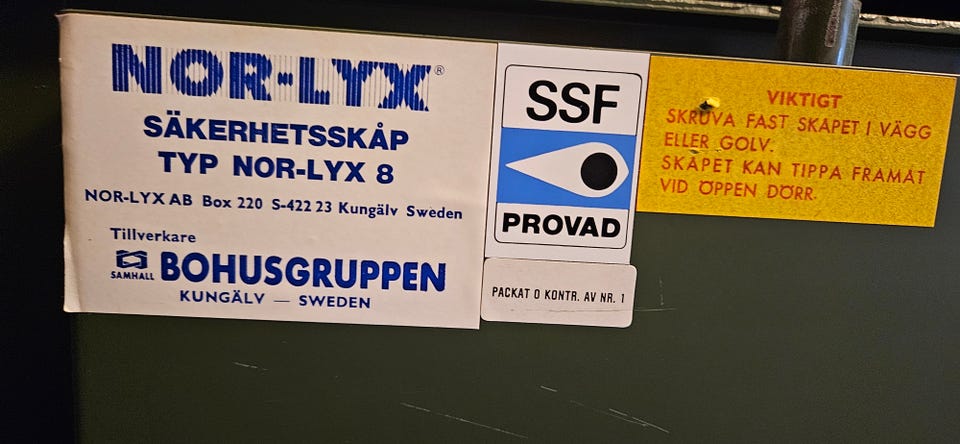 NOR-LYX®
SÄKERHETSSKÅP
TYP NOR-LYX 8
NOR-LYX AB Box 220 S-422 23 Kungälv Sweden
Tillverkare
SAMHALL BOHUSGRUPPEN
KUNGÄLV — SWEDEN
SSF
PROVAD
PACKAT O KONTR. AV NR. 1
VIKTIGT
SKRUVA FAST SKÅPET I VÄGG
ELLER GOLV.
SKÅPET KAN TIPPA FRAMÅT
VID ÖPPEN DÖRR.